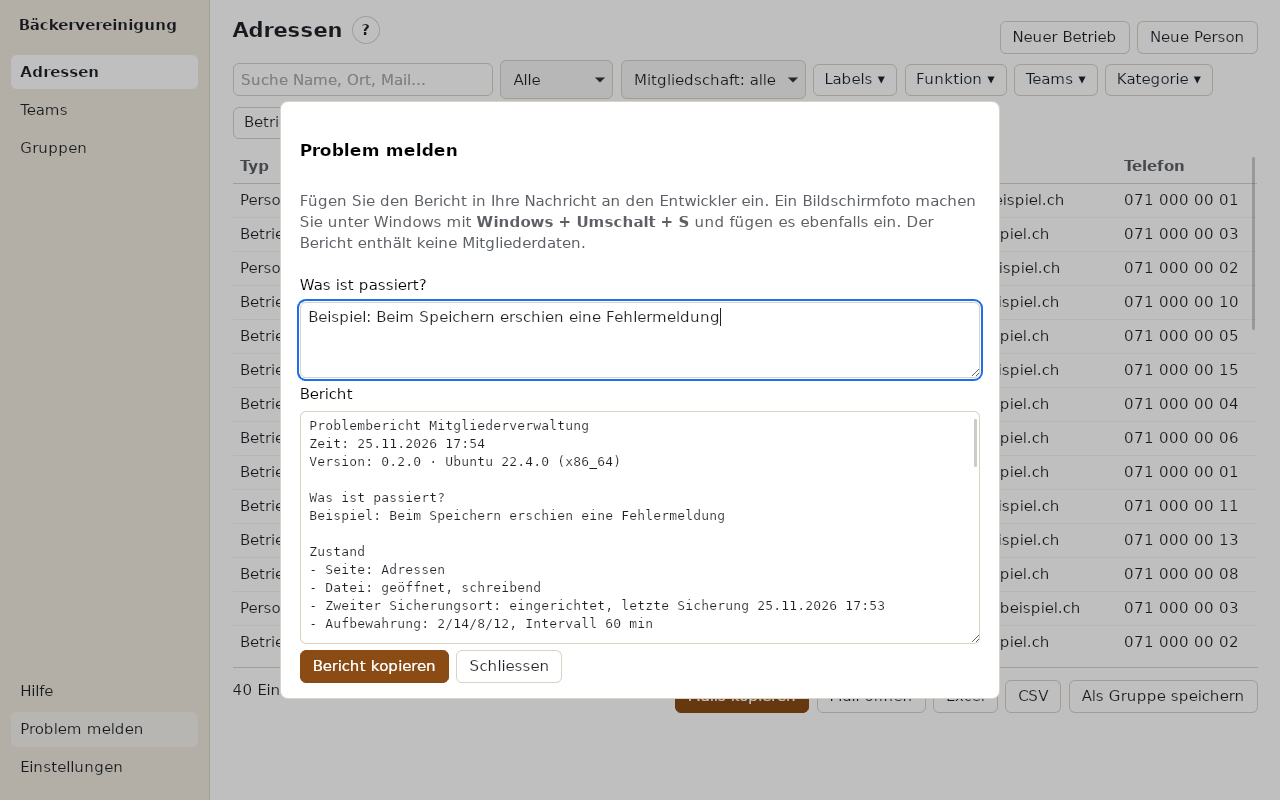 Bäckervereinigung
Adressen
Teams
Gruppen
Hilfe
Problem melden
Einstellungen
Adressen ?
Neuer Betrieb
Neue Person
Suche Name, Ort, Mail...
Alle
Mitgliedschaft: alle
Labels ▾
Funktion ▾
Teams ▾
Kategorie ▾
Typ
Telefon
071 000 00 01
071 000 00 03
071 000 00 02
071 000 00 10
071 000 00 05
071 000 00 15
071 000 00 04
071 000 00 06
071 000 00 01
071 000 00 11
071 000 00 13
071 000 00 08
071 000 00 03
071 000 00 02
Problem melden
Fügen Sie den Bericht in Ihre Nachricht an den Entwickler ein. Ein Bildschirmfoto machen
Sie unter Windows mit Windows + Umschalt + S und fügen es ebenfalls ein. Der
Bericht enthält keine Mitgliederdaten.
Was ist passiert?
Beispiel: Beim Speichern erschien eine Fehlermeldung
Bericht
Problembericht Mitgliederverwaltung
Zeit: 25.11.2026 17:54
Version: 0.2.0 · Ubuntu 22.4.0 (x86_64)
Was ist passiert?
Beispiel: Beim Speichern erschien eine Fehlermeldung
Zustand
- Seite: Adressen
- Datei: geöffnet, schreibend
- Zweiter Sicherungsort: eingerichtet, letzte Sicherung 25.11.2026 17:53
- Aufbewahrung: 2/14/8/12, Intervall 60 min
Bericht kopieren
Schliessen
40
CSV
Als Gruppe speichern